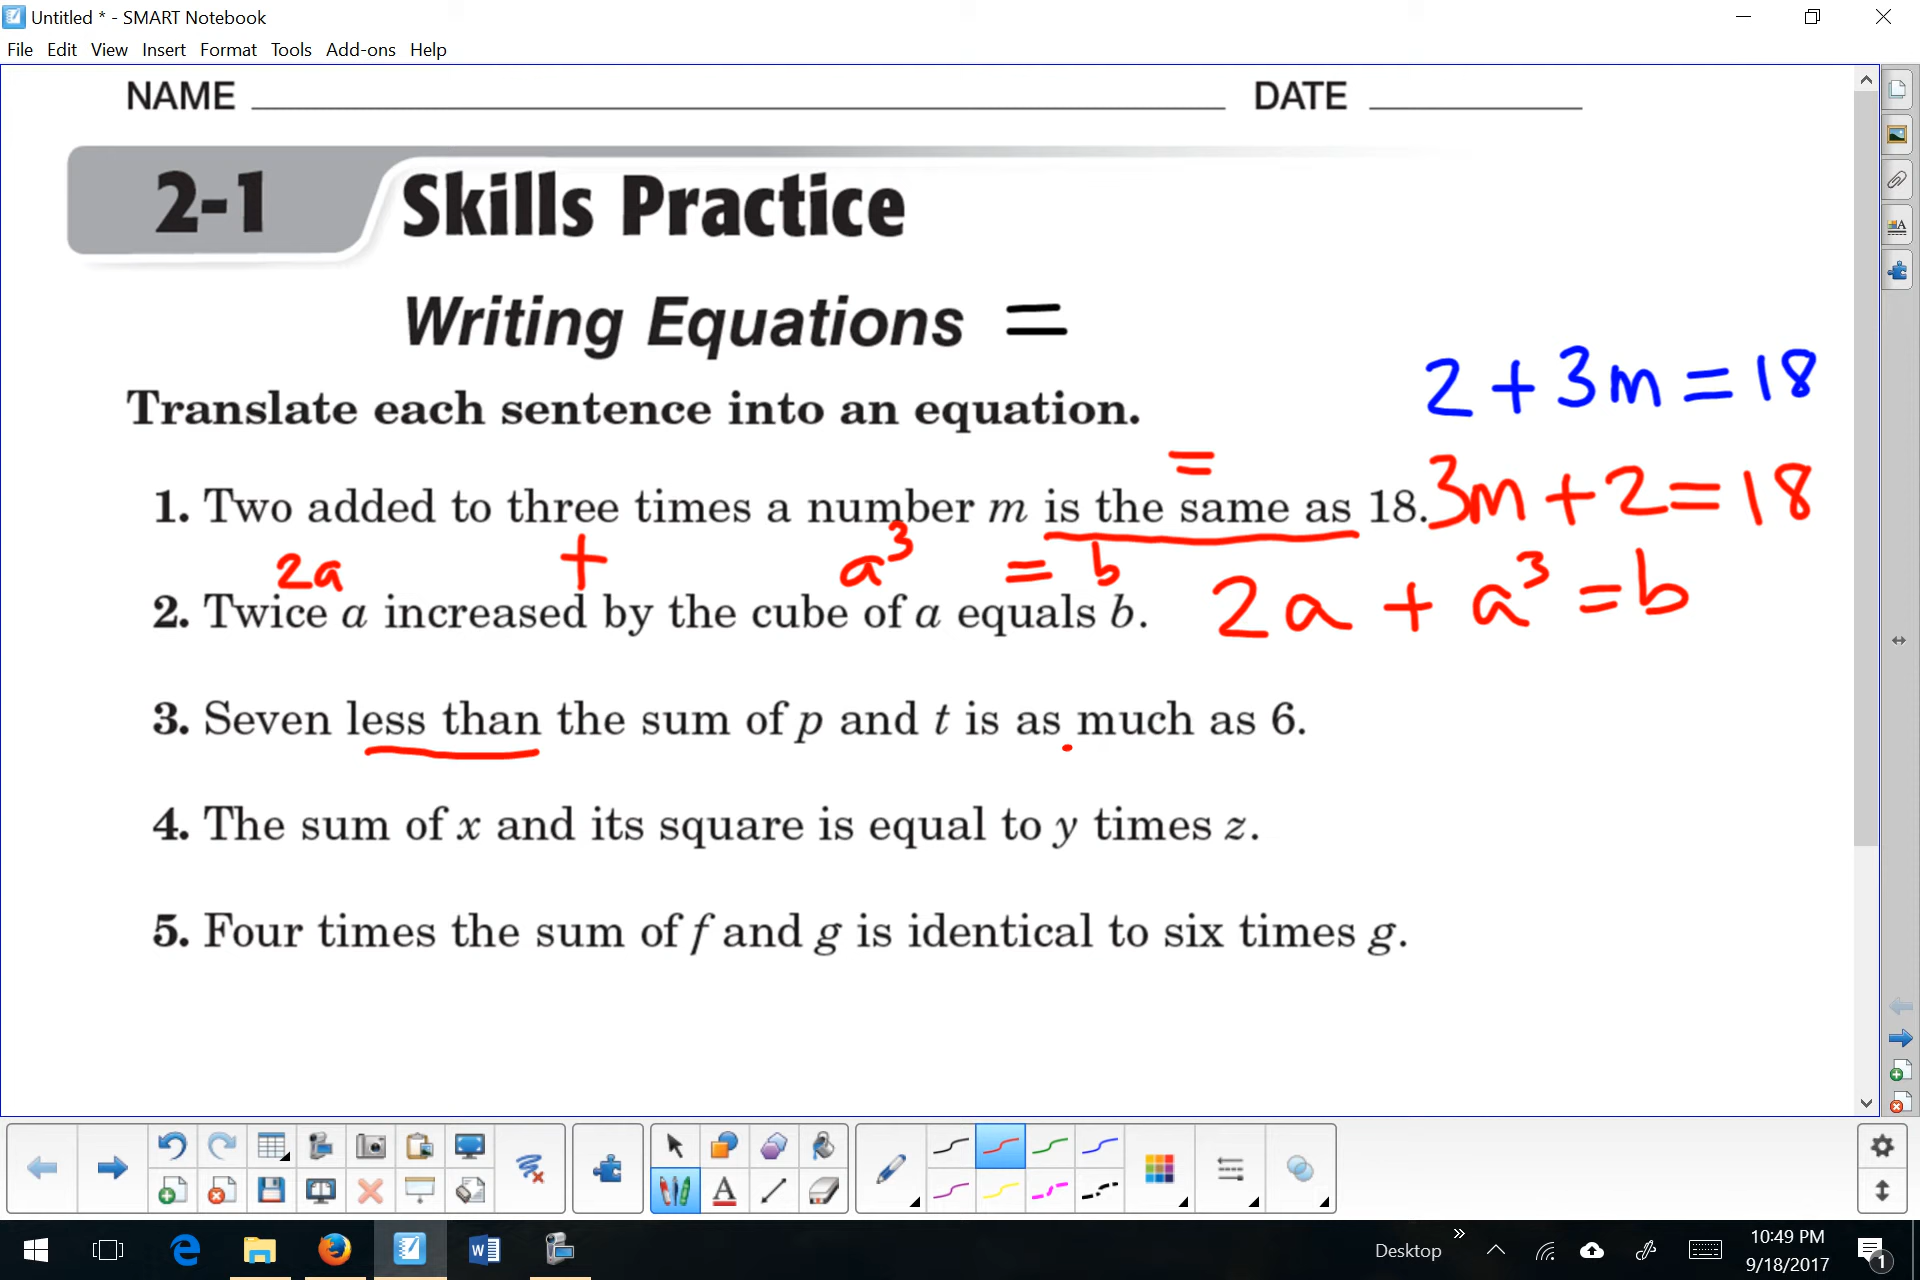 Untitled * - SMART Notebook
File Edit View Insert Format Tools Add-ons Help
NAME DATE
2-1 Skills Practice
Writing Equations =
2 + 3m = 18
Translate each sentence into an equation.
=
1. Two added to three times a number m is the same as 18. 3m + 2 = 18
2a + a³ = b
2. Twice a increased by the cube of a equals b. 2a + a³ = b
3. Seven less than the sum of p and t is as much as 6.
4. The sum of x and its square is equal to y times z.
5. Four times the sum of f and g is identical to six times g.
A
Desktop » 10:49 PM
9/18/2017 1